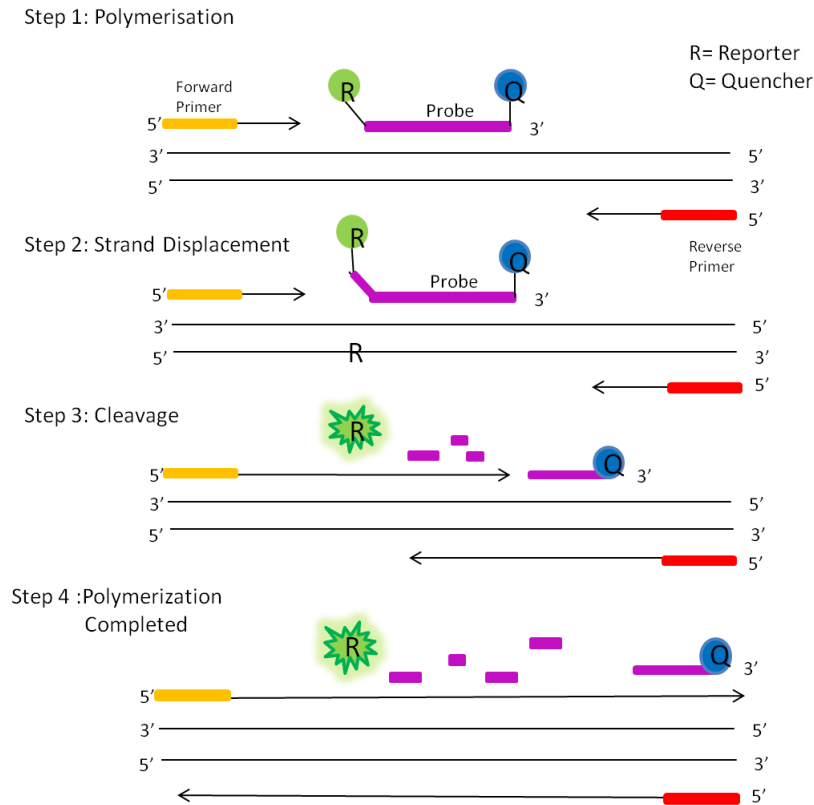 Step 1: Polymerisation
R= Reporter
Q= Quencher
Forward
Primer
R
Q
Probe
5′
3′
3′
5′
5′
3′
5′
Step 2: Strand Displacement
Reverse
Primer
R
Q
Probe
5′
3′
3′
5′
5′
R
3′
5′
Step 3: Cleavage
R
Q
5′
3′
3′
5′
5′
3′
5′
Step 4 :Polymerization
Completed
R
Q
3′
5′
3′
5′
5′
3′
5′